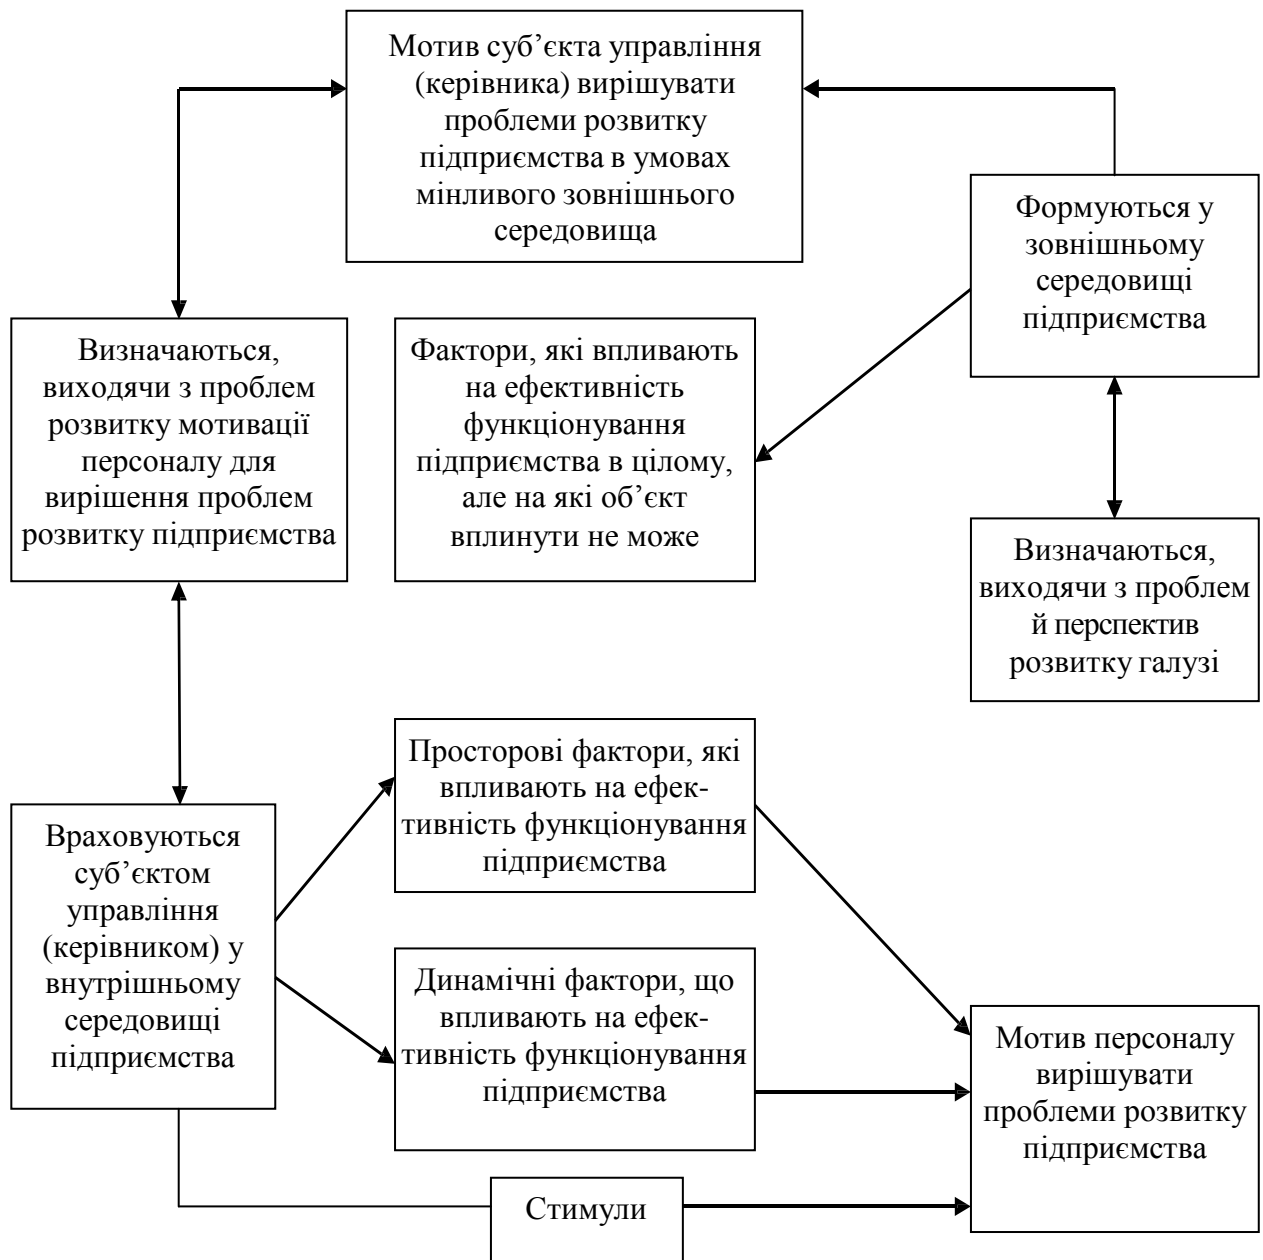 Мотив суб’єкта управління
(керівника) вирішувати
проблеми розвитку
підприємства в умовах
мінливого зовнішнього
середовища
Формуються у
зовнішньому
середовищі
підприємства
Визначаються,
виходячи з проблем
розвитку мотивації
персоналу для
вирішення проблем
розвитку підприємства
Фактори, які впливають
на ефективність
функціонування
підприємства в цілому,
але на які об’єкт
вплинути не може
Визначаються,
виходячи з проблем
й перспектив
розвитку галузі
Просторові фактори, які
впливають на ефек-
тивність функціонування
підприємства
Враховуються
суб’єктом
управління
(керівником) у
внутрішньому
середовищі
підприємства
Динамічні фактори, що
впливають на ефек-
тивність функціонування
підприємства
Мотив персоналу
вирішувати
проблеми розвитку
підприємства
Стимули